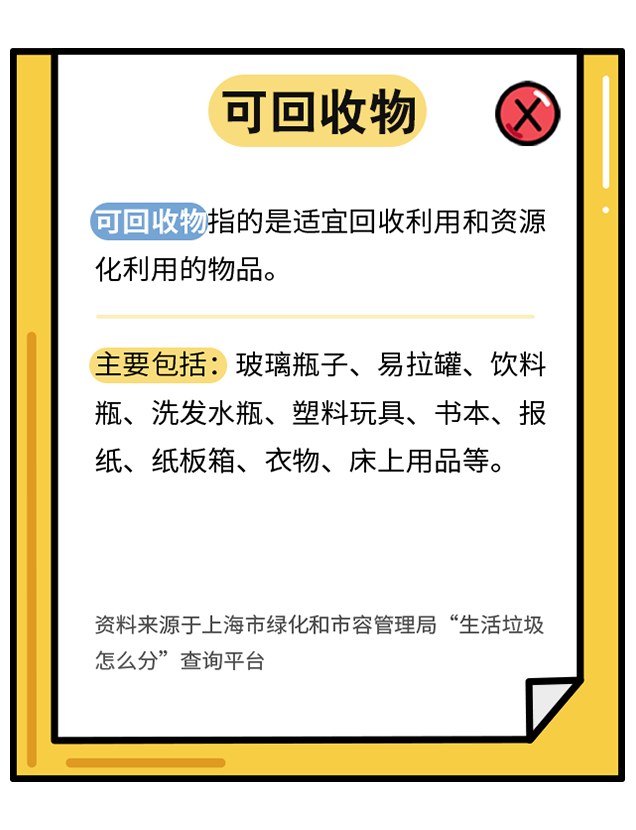 可回收物
可回收物指的是适宜回收利用和资源
化利用的物品。
主要包括：玻璃瓶子、易拉罐、饮料
瓶、洗发水瓶、塑料玩具、书本、报
纸、纸板箱、衣物、床上用品等。
资料来源于上海市绿化和市容管理局“生活垃圾
怎么分”查询平台